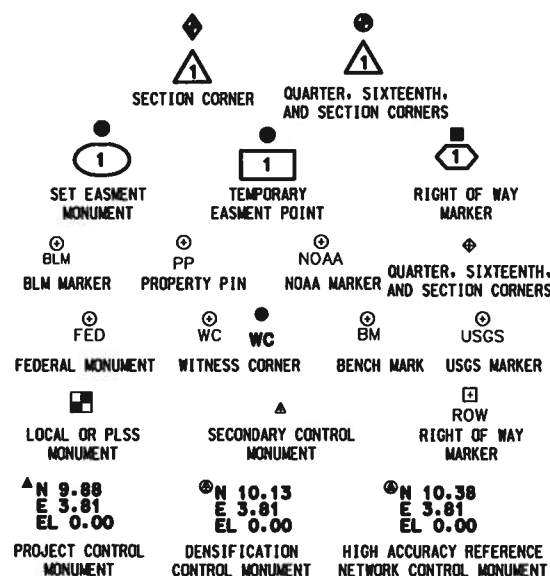 1
1
SECTION CORNER
QUARTER, SIXTEENTH,
AND SECTION CORNERS
1
1
1
SET EASMENT
MONUMENT
TEMPORARY
EASMENT POINT
RIGHT OF WAY
MARKER
BLM
BLM MARKER
PP
PROPERTY PIN
NOAA
NOAA MARKER
QUARTER, SIXTEENTH,
AND SECTION CORNERS
FED
FEDERAL MONUMENT
WC
WC
WITNESS CORNER
BM
BENCH MARK
USGS
USGS MARKER
LOCAL OR PLSS
MONUMENT
SECONDARY CONTROL
MONUMENT
ROW
RIGHT OF WAY
MARKER
N 9.88
E 3.81
EL 0.00
PROJECT CONTROL
MONUMENT
N 10.13
E 3.81
EL 0.00
DENSIFICATION
CONTROL MONUMENT
N 10.38
E 3.81
EL 0.00
HIGH ACCURACY REFERENCE
NETWORK CONTROL MONUMENT